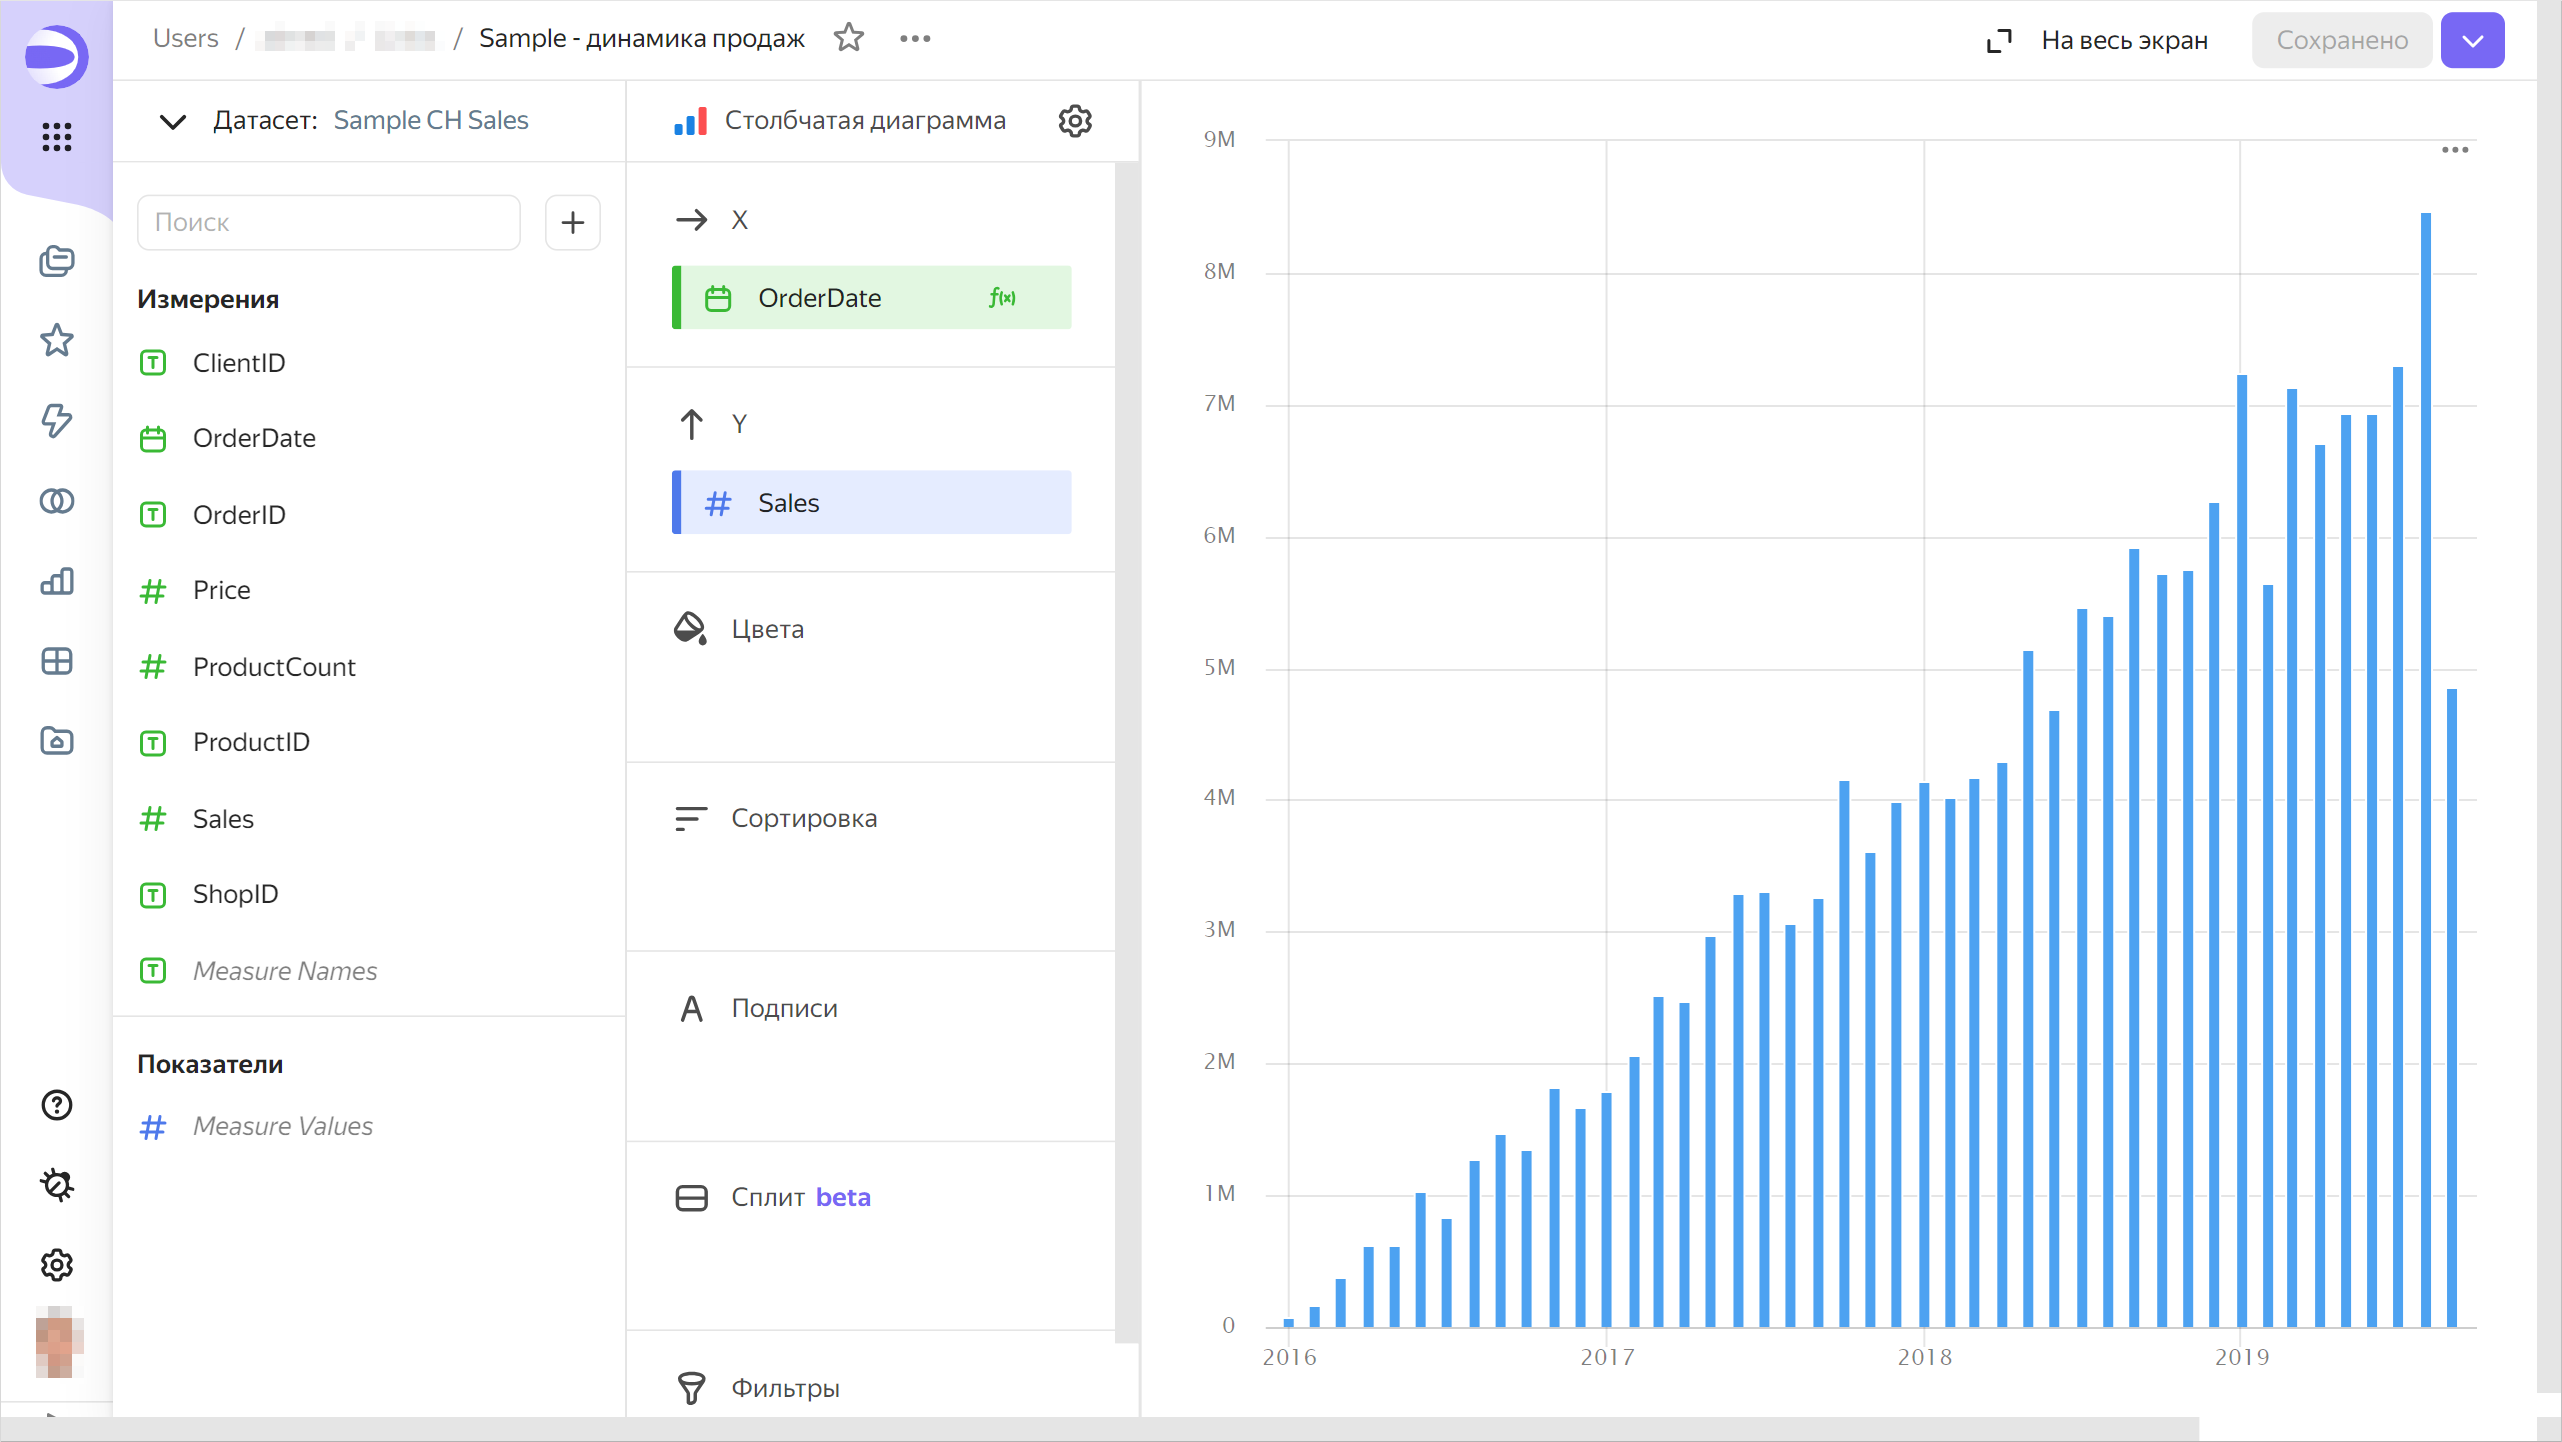 Users / / Sample - динамика продаж
На весь экран
Сохранено
Датасет: Sample CH Sales
Поиск
Измерения
ClientID
OrderDate
OrderID
Price
ProductCount
ProductID
Sales
ShopID
Measure Names
Показатели
Measure Values
Столбчатая диаграмма
X
OrderDate
f(x)
Y
Sales
Цвета
Сортировка
Подписи
Сплит beta
Фильтры
9M
8M
7M
6M
5M
4M
3M
2M
1M
0
2016 2017 2018 2019